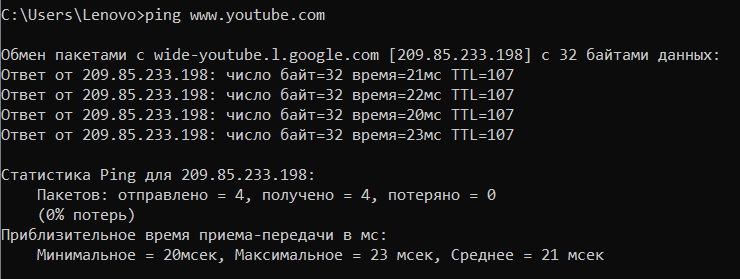 C:\Users\Lenovo>ping www.youtube.com
Обмен пакетами с wide-youtube.l.google.com [209.85.233.198] с 32 байтами данных:
Ответ от 209.85.233.198: число байт=32 время=21мс TTL=107
Ответ от 209.85.233.198: число байт=32 время=22мс TTL=107
Ответ от 209.85.233.198: число байт=32 время=20мс TTL=107
Ответ от 209.85.233.198: число байт=32 время=23мс TTL=107
Статистика Ping для 209.85.233.198:
Пакетов: отправлено = 4, получено = 4, потеряно = 0
(0% потерь)
Приблизительное время приема-передачи в мс:
Минимальное = 20мсек, Максимальное = 23 мсек, Среднее = 21 мсек